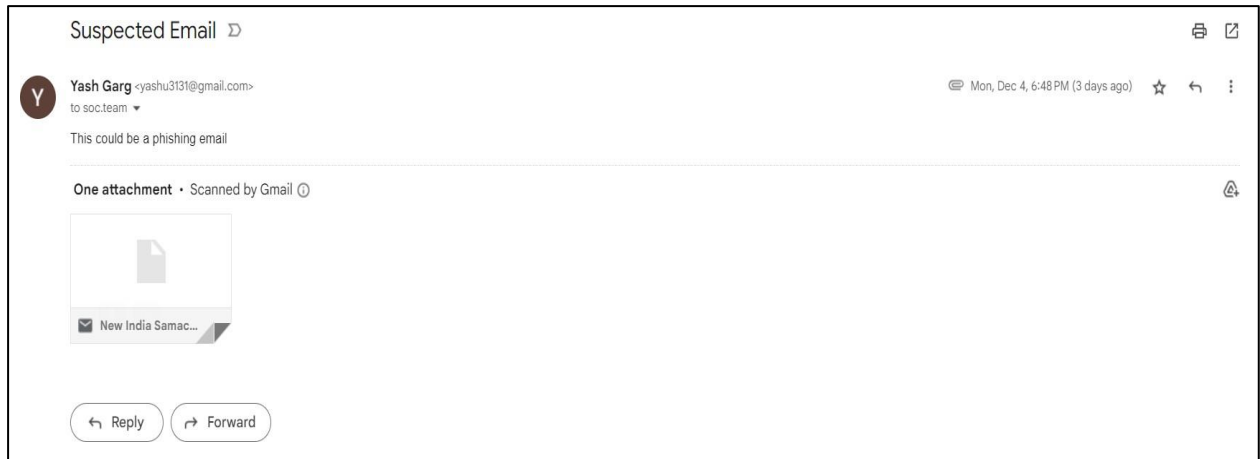 Suspected Email
Y
Yash Garg <yashu3131@gmail.com>
Mon, Dec 4, 6:48 PM (3 days ago)
to soc.team
This could be a phishing email
One attachment • Scanned by Gmail
New India Samac...
Reply
Forward